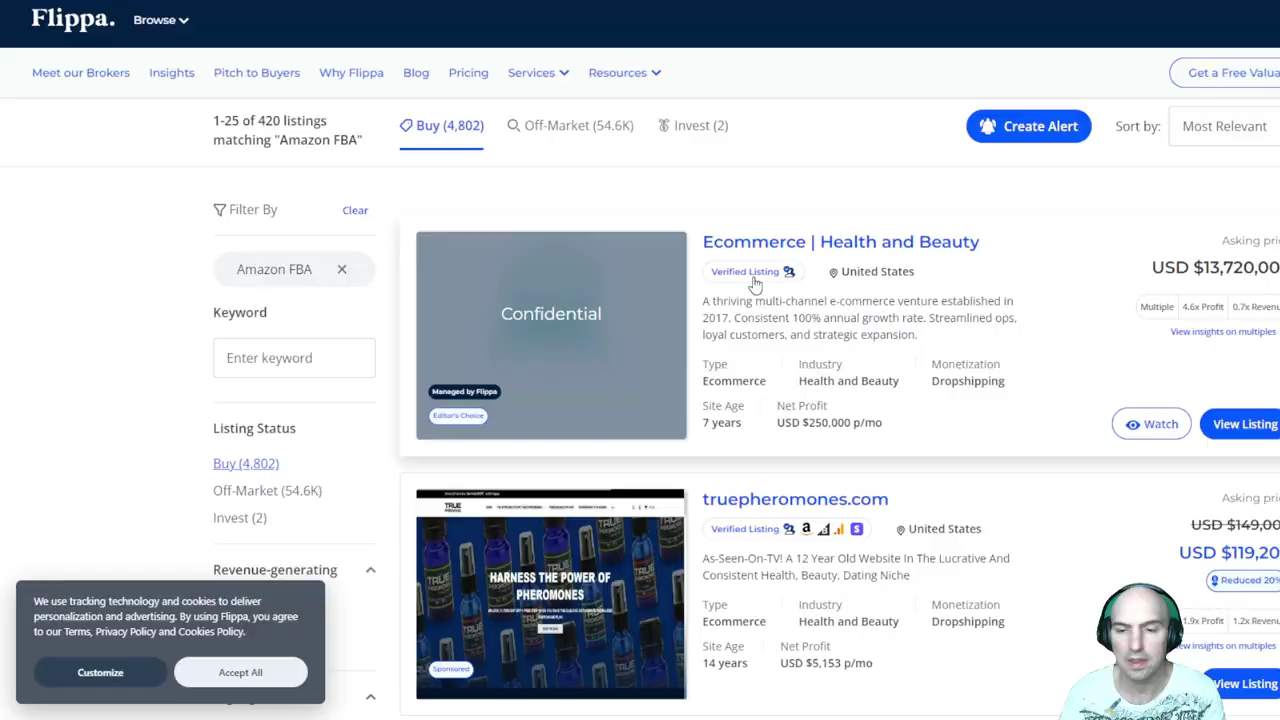 Flippa.
Browse
Meet our Brokers
Insights
Pitch to Buyers
Why Flippa
Blog
Pricing
Services
Resources
Get a Free Valua
1-25 of 420 listings
matching "Amazon FBA"
Buy (4,802)
Off-Market (54.6K)
Invest (2)
Create Alert
Sort by:
Most Relevant
Filter By
Clear
Amazon FBA
Keyword
Enter keyword
Listing Status
Buy (4,802)
Off-Market (54.6K)
Invest (2)
Revenue-generating
We use tracking technology and cookies to deliver
personalization and advertising. By using Flippa, you agree
to our Terms, Privacy Policy and Cookies Policy.
Customize
Accept All
Confidential
Managed by Flippa
Editor's Choice
Ecommerce | Health and Beauty
Verified Listing
United States
A thriving multi-channel e-commerce venture established in
2017. Consistent 100% annual growth rate. Streamlined ops,
loyal customers, and strategic expansion.
Type
Industry
Monetization
Ecommerce
Health and Beauty
Dropshipping
Site Age
Net Profit
7 years
USD $250,000 p/mo
Asking pri
USD $13,720,00
Multiple
4.6x Profit
0.7x Revenu
View insights on multiples
Watch
View Listing
TRUE
HARNESS THE POWER OF
PHEROMONES
Sponsored
truepheromones.com
Verified Listing
United States
As-Seen-On-TV! A 12 Year Old Website In The Lucrative And
Consistent Health, Beauty, Dating Niche
Type
Industry
Monetization
Ecommerce
Health and Beauty
Dropshipping
Site Age
Net Profit
14 years
USD $5,153 p/mo
Asking pri
USD $149,00
USD $119,20
Reduced 20%
1.9x Profit
1.2x Revenu
ew insights on multiples
View Listing